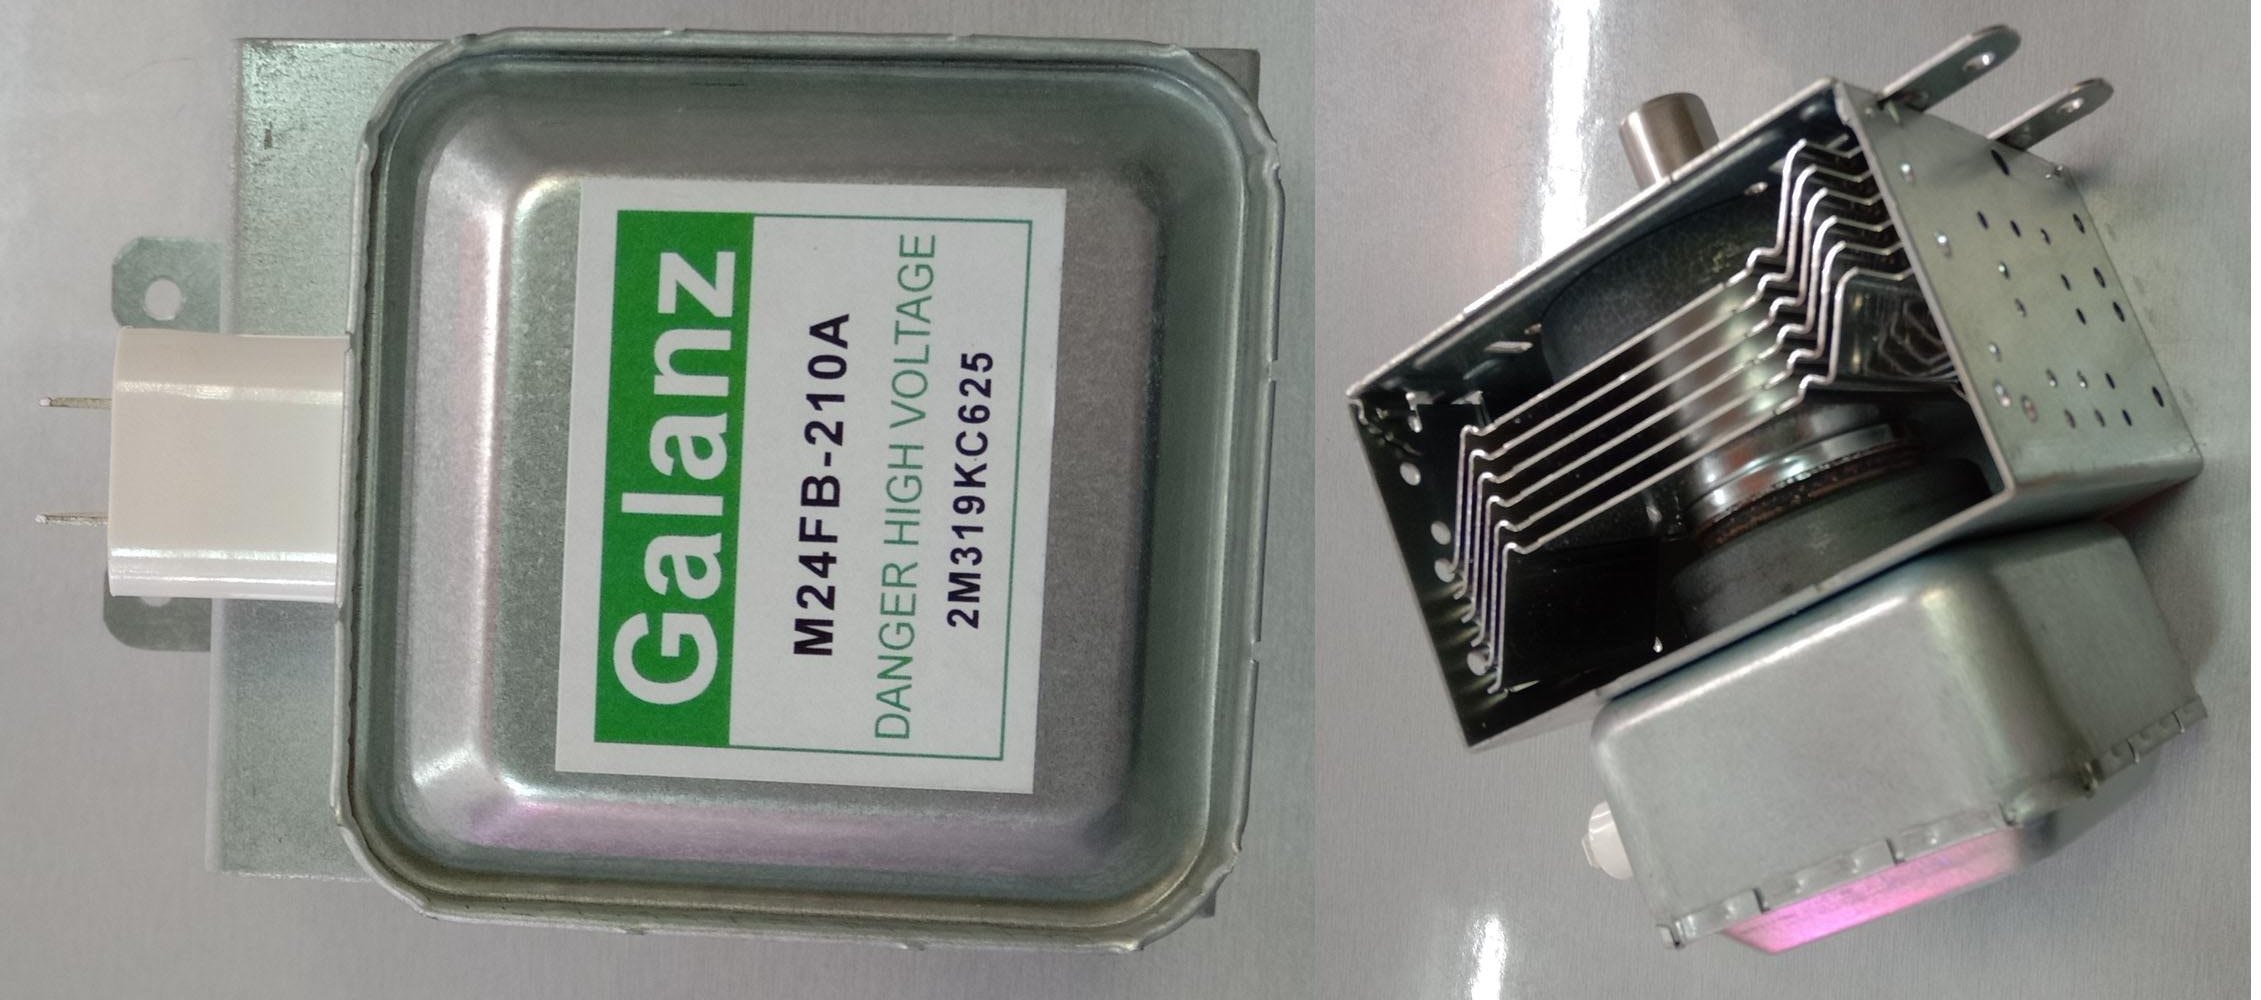 Galanz
M24FB-210A
DANGER HIGH VOLTAGE
2M319KC625